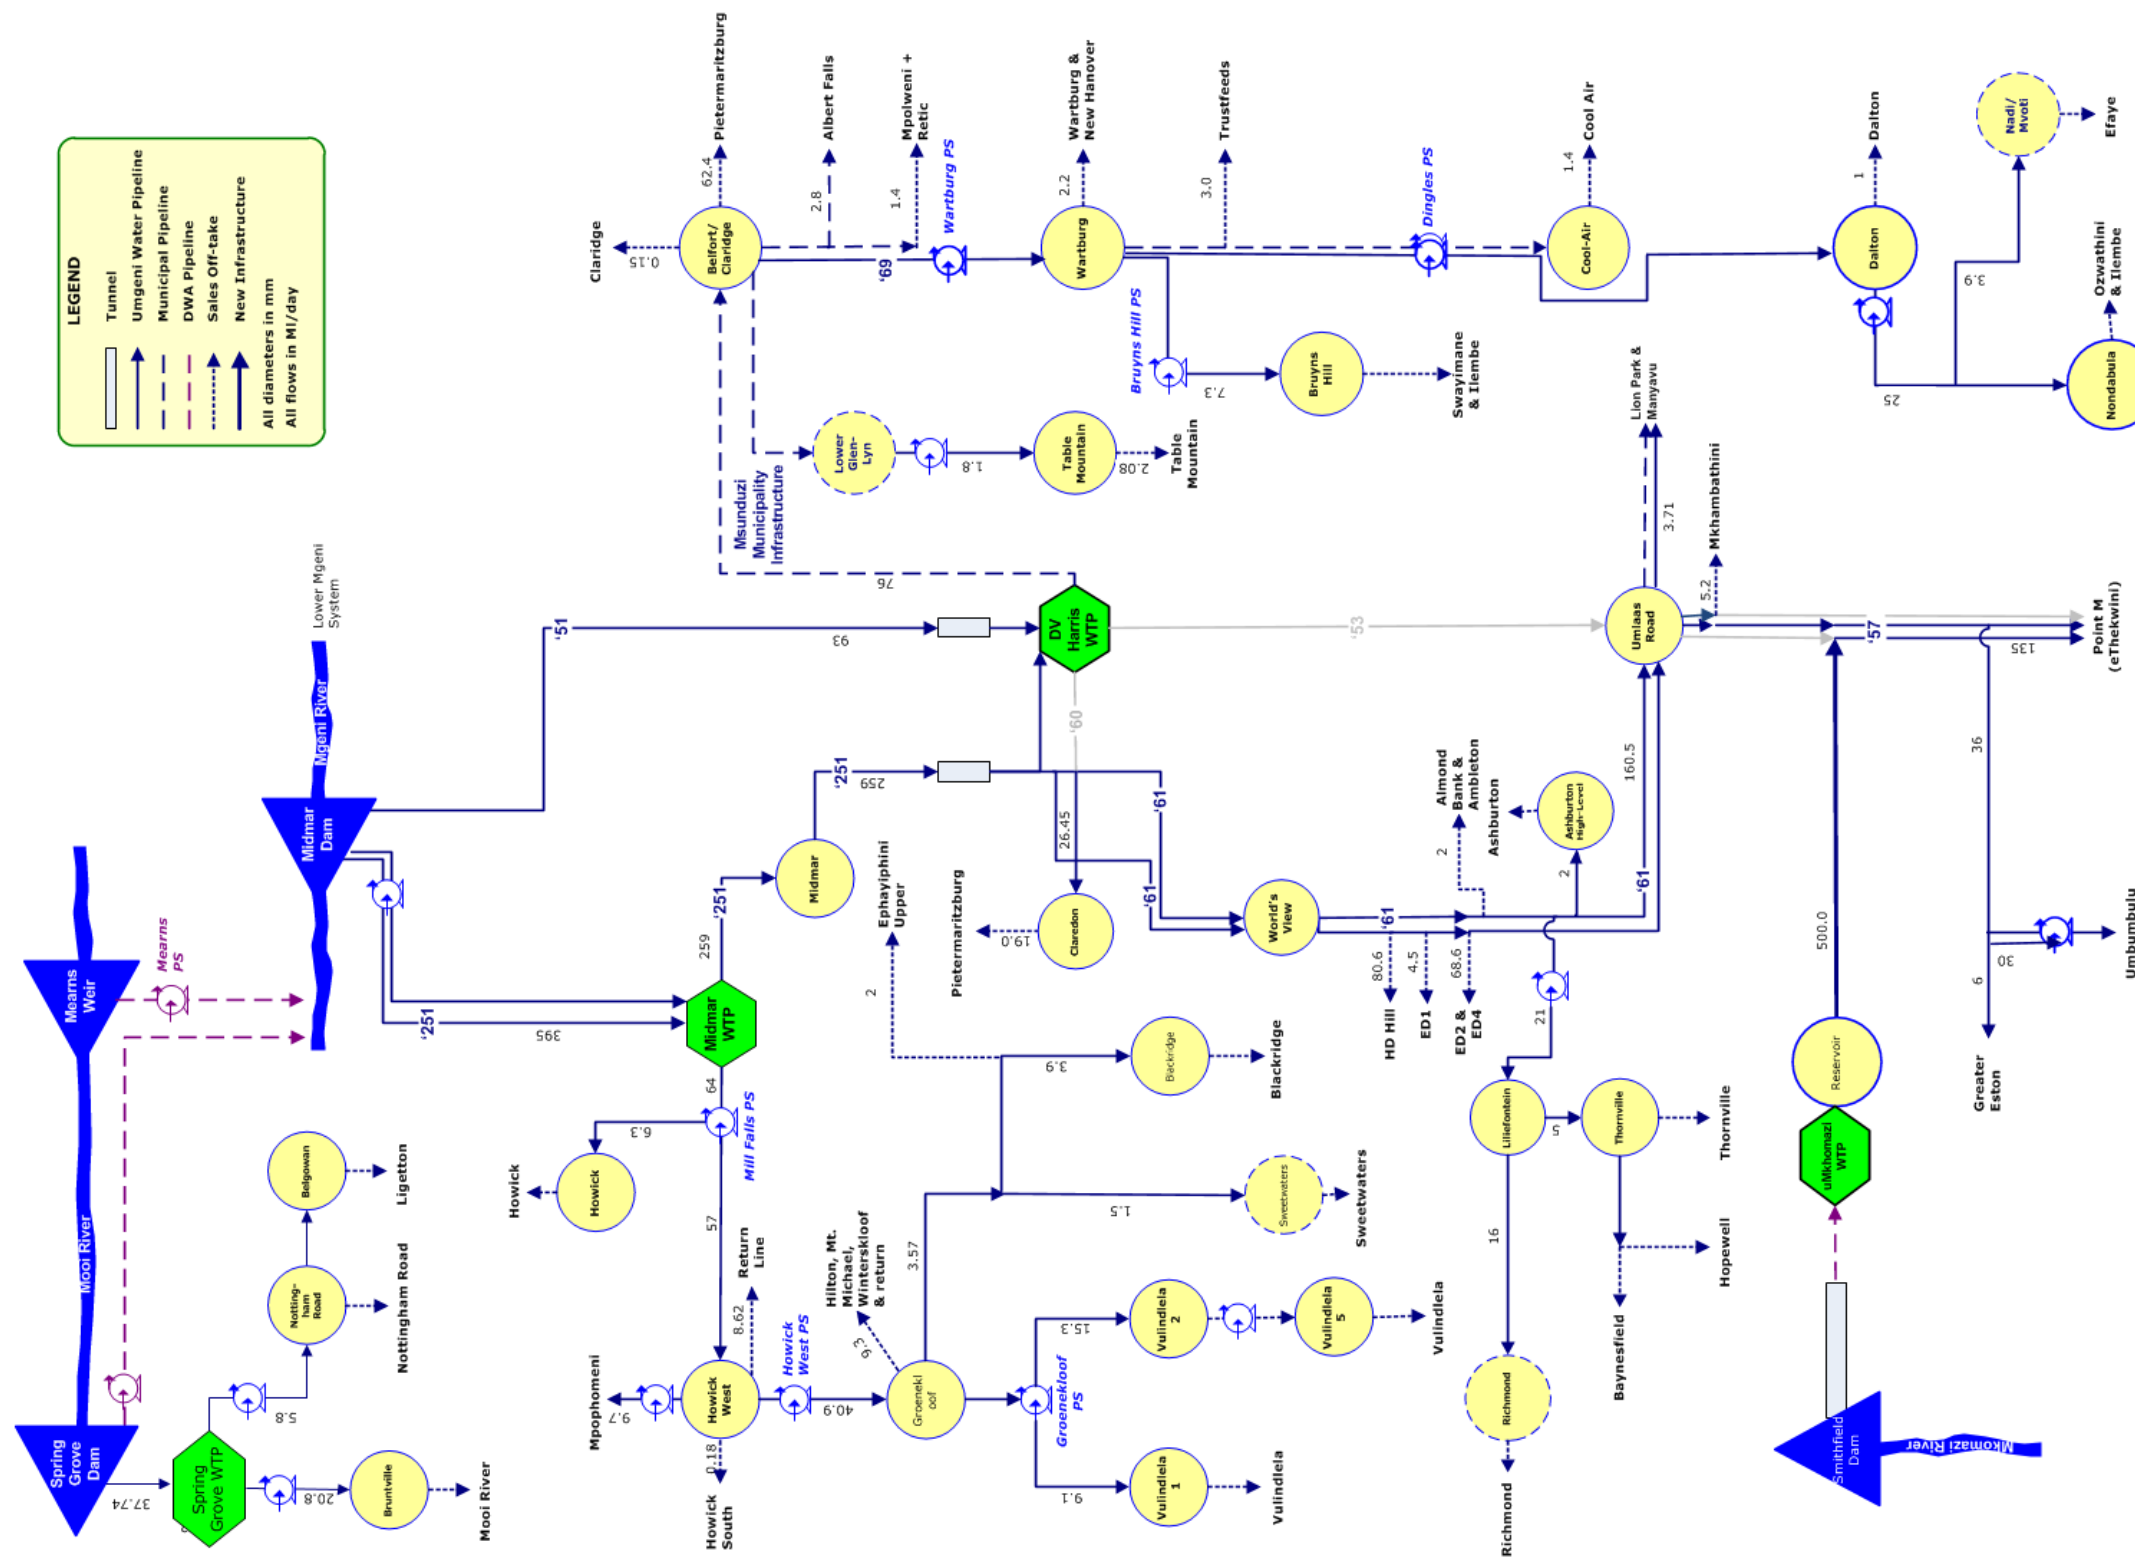 LEGEND
Tunnel
Umgeni Water Pipeline
Municipal Pipeline
DWA Pipeline
Sales Off-take
New Infrastructure
All diameters in mm
All flows in Ml/day
Spring
Grove
Dam
Mooi River
Mearns
Weir
Mearns
PS
37.74
Spring
Grove WTP
20.8
Bruntville
Mooi River
5.8
Notting-
ham
Road
Nottingham Road
Belgowan
Ligetton
Midmar
Dam
Mgeni River
Lower Mgeni
System
'251
395
Midmar
WTP
64
Mill Falls PS
6.3
Howick
Howick
57
Howick
West
Mpophomeni
9.7
0.18
Howick
South
8.62
Return
Line
Howick
West PS
40.9
Groenekl
oof
9.3
Hilton, Mt.
Michael,
Winterskloof
& return
3.57
Groenekloof
PS
9.1
Vulindlela
1
Vulindlela
15.3
Vulindlela
2
Vulindlela
5
Vulindlela
1.5
Sweetwaters
Sweetwaters
3.9
Blackridge
Blackridge
2
Ephayiphini
Upper
259
'251
Midmar
'251
259
'51
93
DV
Harris
WTP
76
Msunduzi
Municipality
Infrastructure
'60
26.45
Claredon
19.0
Pietermaritzburg
'61
'61
World's
View
'61
80.6
HD Hill
4.5
ED1
68.6
ED2 &
ED4
2
Almond
Bank &
Ambleton
2
Ashburton
High-Level
Ashburton
21
Liliefontein
5
Thornville
Thornville
Hopewell
Baynesfield
16
Richmond
Richmond
'61
160.5
'53
Umlaas
Road
3.71
Lion Park &
Manyavu
5.2
Mkhambathini
'57
135
Point M
(eThekwini)
36
6
30
Greater
Eston
Umbumbulu
500.0
Reservoir
uMkhomazi
WTP
Smithfield
Dam
Mkomazi River
Belfort/
Claridge
0.15
Claridge
62.4
Pietermaritzburg
2.8
Albert Falls
1.4
Mpolweni +
Retic
'69
Wartburg PS
Lower
Glen-
Lyn
1.8
Table
Mountain
2.08
Table
Mountain
Wartburg
2.2
Wartburg &
New Hanover
3.0
Trustfeeds
Bruyns Hill PS
7.3
Bruyns
Hill
Swayimane
& Ilembe
Dingles PS
Cool-Air
1.4
Cool Air
Dalton
1
Dalton
25
3.9
Nadi/
Mvoti
Efaye
Nondabula
Ozwathini
& Ilembe